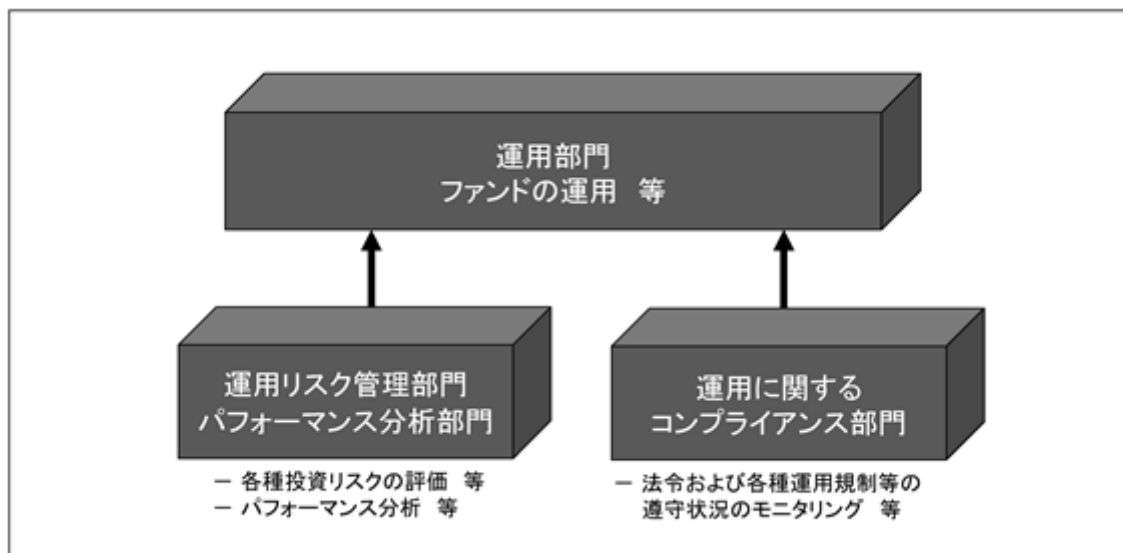 運用部門
ファンドの運用　等
運用リスク管理部門
パフォーマンス分析部門
運用に関する
コンプライアンス部門
－ 各種投資リスクの評価　等
－ パフォーマンス分析　等
－ 法令および各種運用規制等の
遵守状況のモニタリング　等